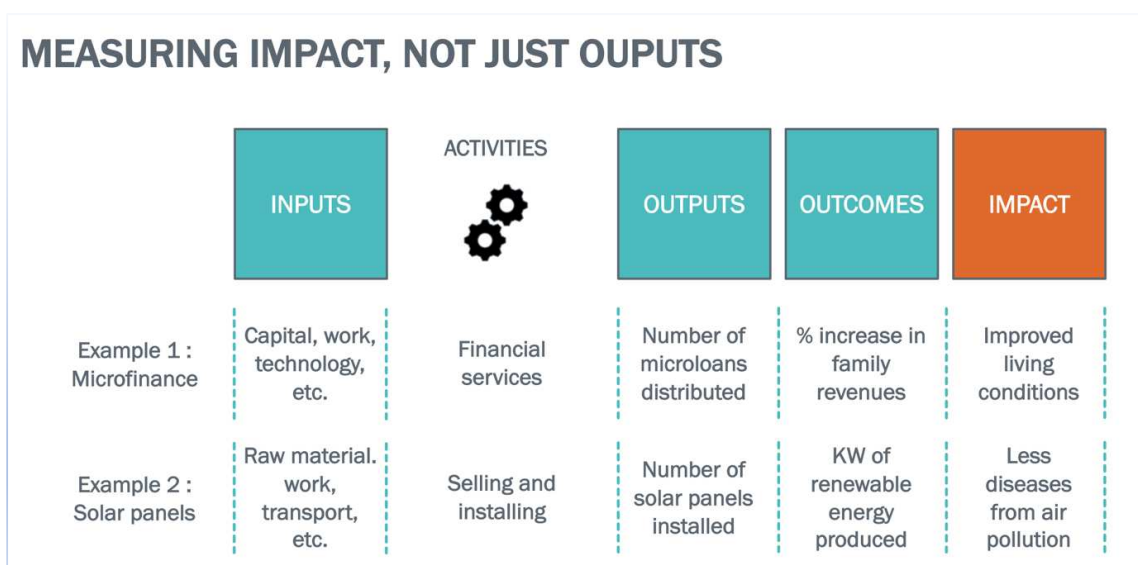 MEASURING IMPACT, NOT JUST OUPUTS
ACTIVITIES
INPUTS
OUTPUTS
OUTCOMES
IMPACT
Example 1 :
Microfinance
Capital, work,
technology,
etc.
Financial
services
Number of
microloans
distributed
% increase in
family
revenues
Improved
living
conditions
Example 2 :
Solar panels
Raw material.
work,
transport,
etc.
Selling and
installing
Number of
solar panels
installed
KW of
renewable
energy
produced
Less
diseases
from air
pollution